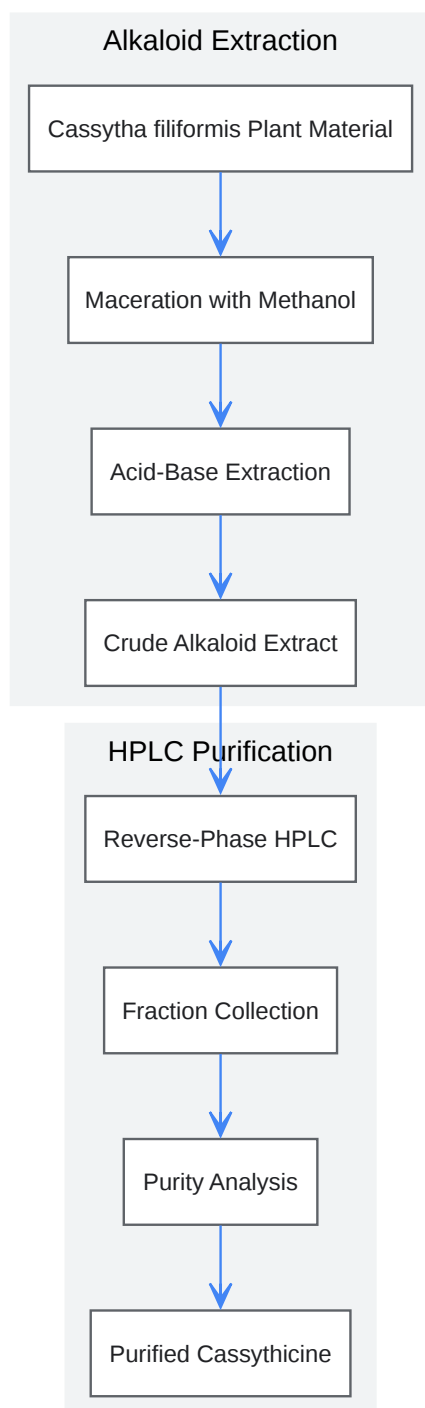 Alkaloid Extraction
Cassytha filiformis Plant Material
Maceration with Methanol
Acid-Base Extraction
Crude Alkaloid Extract
HPLC Purification
Reverse-Phase HPLC
Fraction Collection
Purity Analysis
Purified Cassythicine